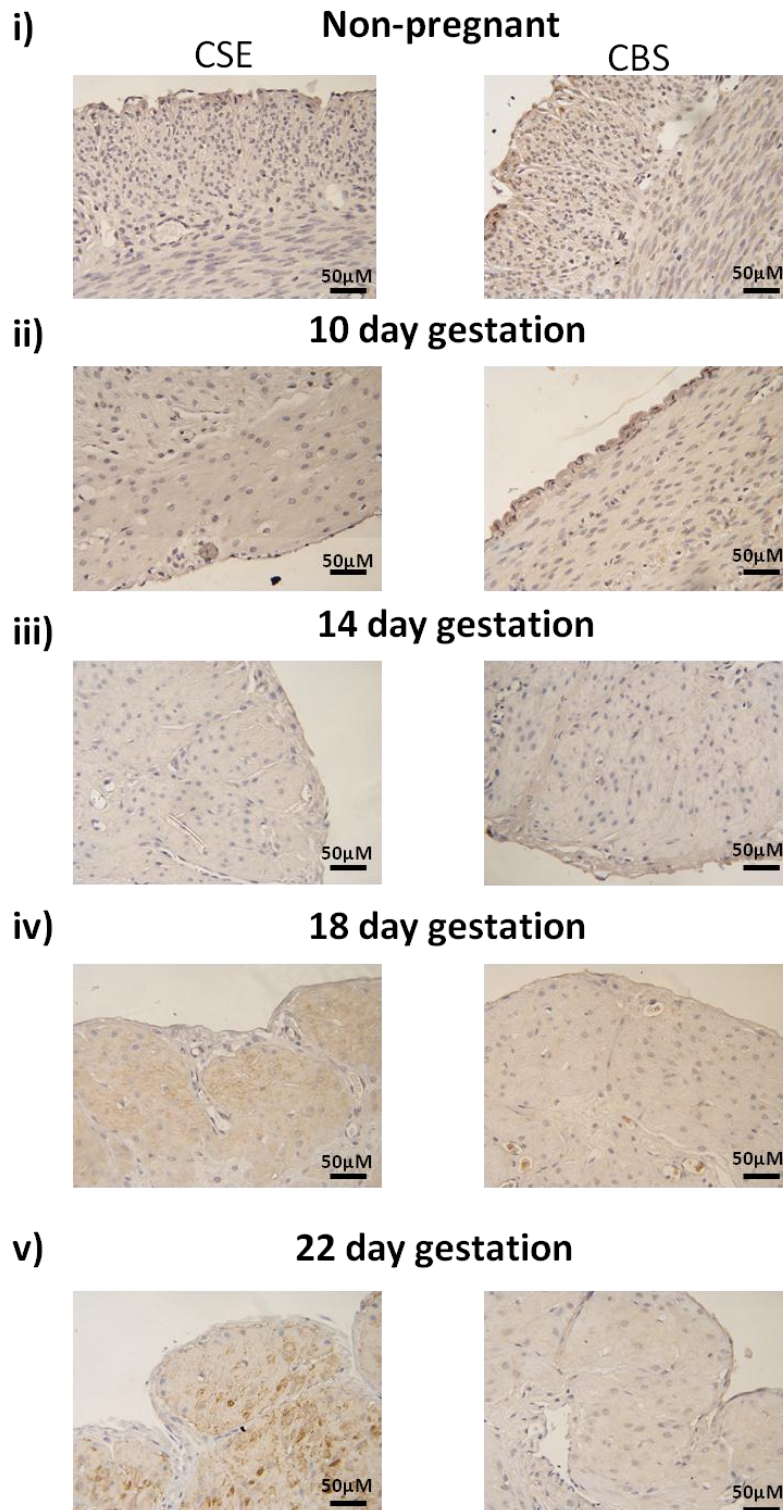 i) Non-pregnant
CSE CBS
50µM 50µM
ii) 10 day gestation
50µM 50µM
iii) 14 day gestation
50µM 50µM
iv) 18 day gestation
50µM 50µM
v) 22 day gestation
50µM 50µM